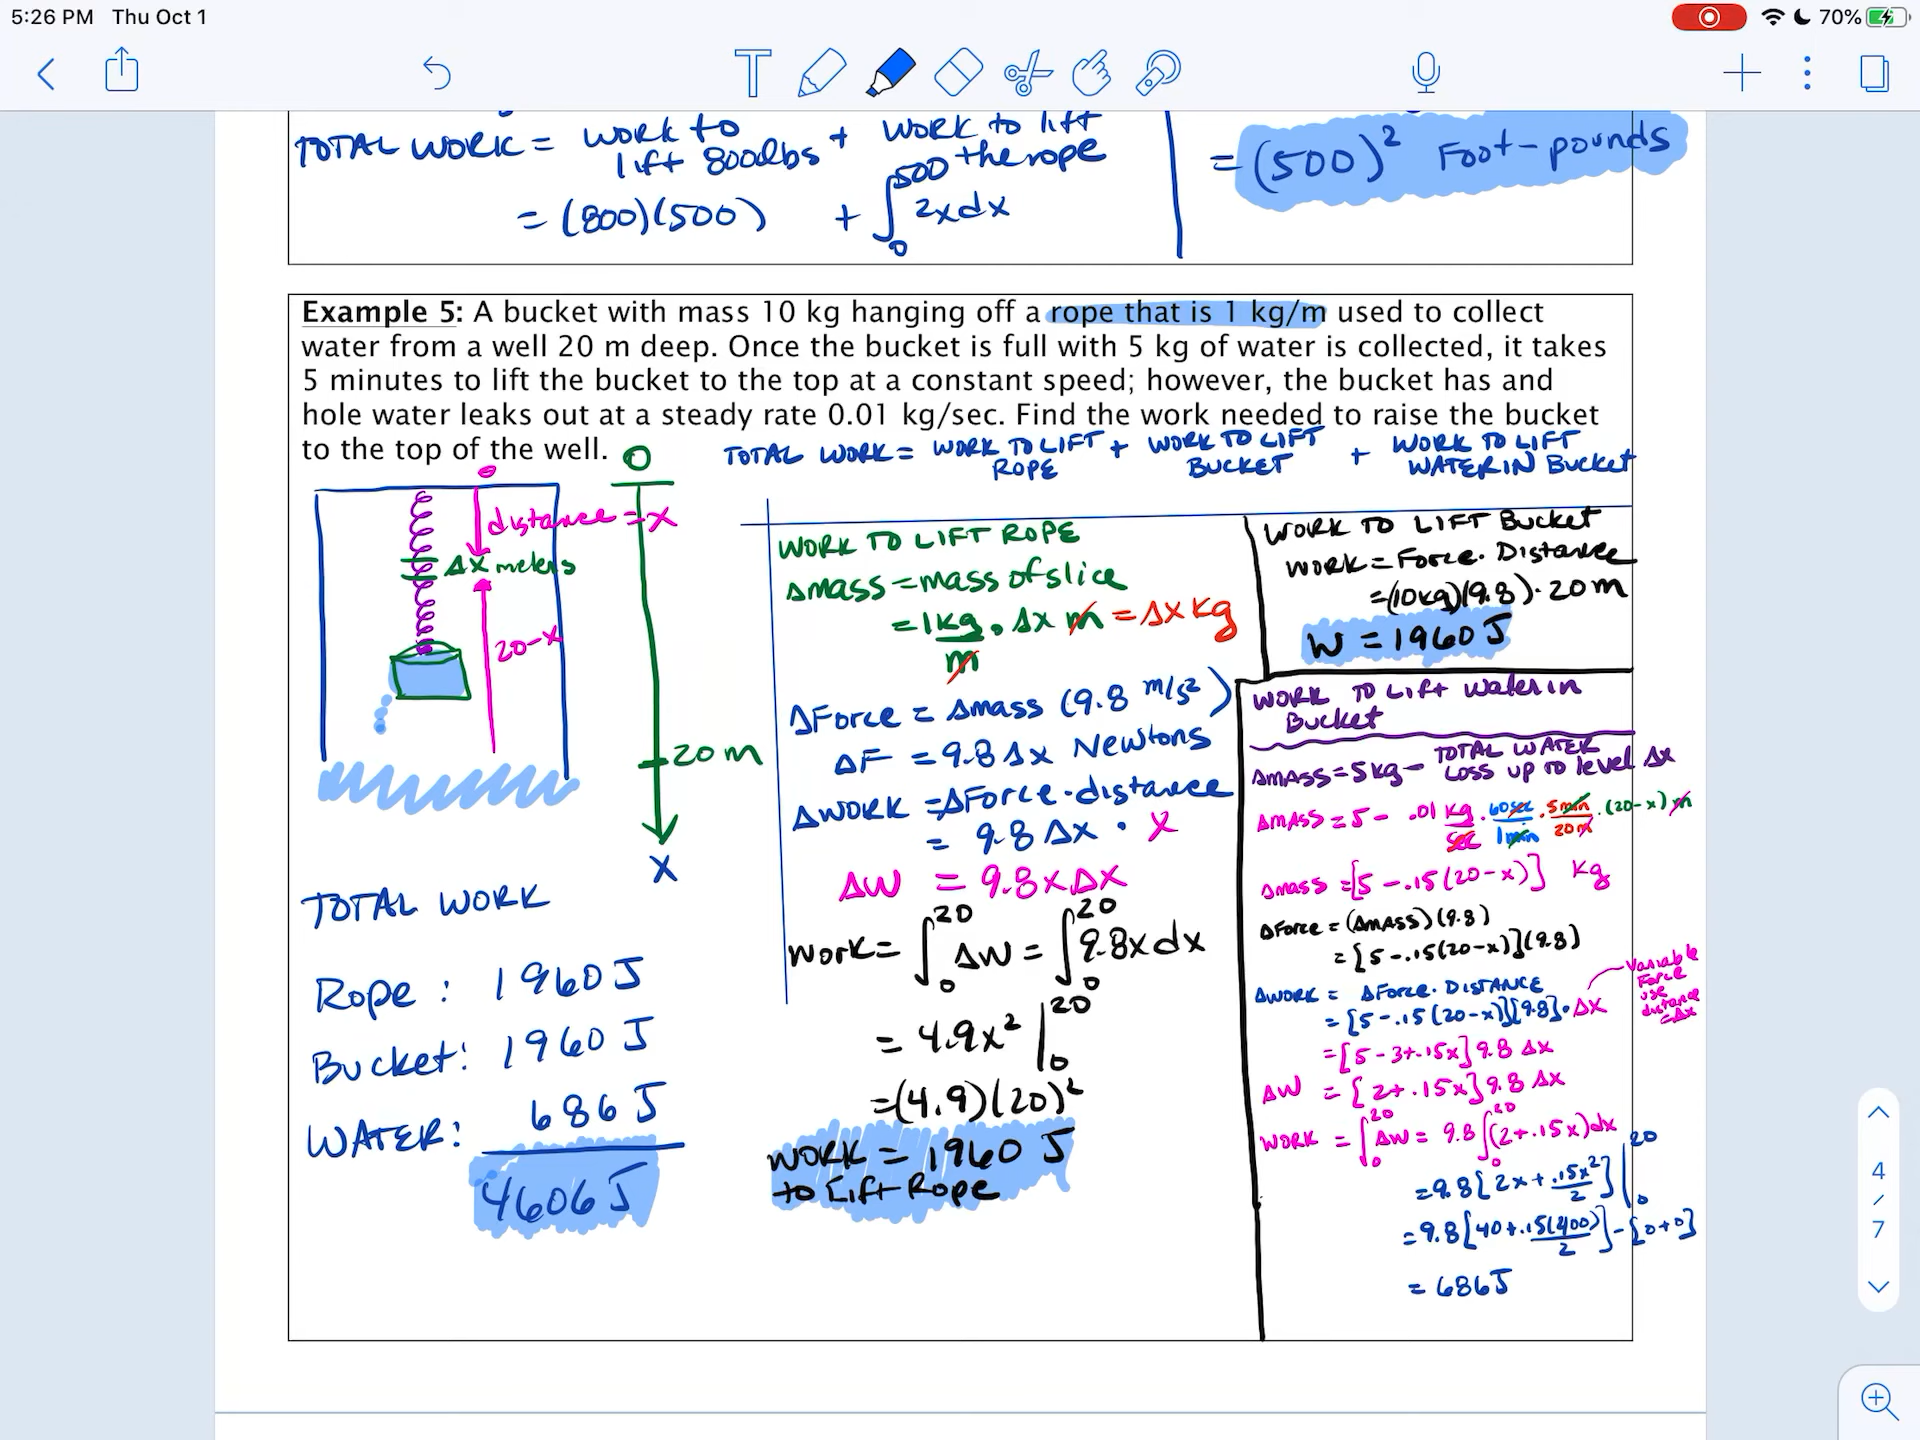 5:26 PM Thu Oct 1
70%
TOTAL WORK = WORK to lift 800lbs + WORK to lift the rope
= (800)(500) + ∫₀⁵⁰⁰ 2x dx
= (500)² Foot-pounds
Example 5: A bucket with mass 10 kg hanging off a rope that is 1 kg/m used to collect
water from a well 20 m deep. Once the bucket is full with 5 kg of water is collected, it takes
5 minutes to lift the bucket to the top at a constant speed; however, the bucket has and
hole water leaks out at a steady rate 0.01 kg/sec. Find the work needed to raise the bucket
to the top of the well.
TOTAL WORK = WORK TO LIFT ROPE + WORK TO LIFT BUCKET + WORK TO LIFT WATER IN Bucket
0
0
distance = x
Δx meters
20-x
20 m
x
TOTAL WORK
Rope : 1960 J
Bucket: 1960 J
WATER: 686 J
4606 J
WORK TO LIFT ROPE
ΔMASS = mass of slice
= 1 kg/m · Δx m = Δx kg
ΔForce = Δmass (9.8 m/s²)
ΔF = 9.8 Δx Newtons
ΔWORK = ΔForce · distance
= 9.8 Δx · x
ΔW = 9.8xΔx
Work = ∫₀²⁰ ΔW = ∫₀²⁰ 9.8x dx
= 4.9x² |₀²⁰
= (4.9)(20)²
WORK = 1960 J
to Lift Rope
WORK TO LIFT Bucket
WORK = Force · Distance
= (10kg)(9.8) · 20m
W = 1960 J
WORK TO Lift Water in
Bucket
ΔMASS = 5kg - TOTAL WATER LOSS UP TO level Δx
ΔMASS = 5 - .01 kg/sec · 60sec/1min · 5min/20m · (20-x) m
Δmass = [5 - .15(20-x)] kg
ΔForce = (ΔMASS)(9.8)
= [5 - .15(20-x)](9.8)
ΔWORK = ΔForce · DISTANCE
= [5 - .15(20-x)][9.8] · Δx
Variable
Force
use
distance
= Δx
= [5 - 3 + .15x] 9.8 Δx
ΔW = [2 + .15x] 9.8 Δx
WORK = ∫₀²⁰ ΔW = 9.8 ∫₀²⁰ (2 + .15x) dx
= 9.8 [2x + .15x²/2] |₀²⁰
= 9.8 [40 + .15(400)/2] - [0+0]
= 686 J
4
/
7